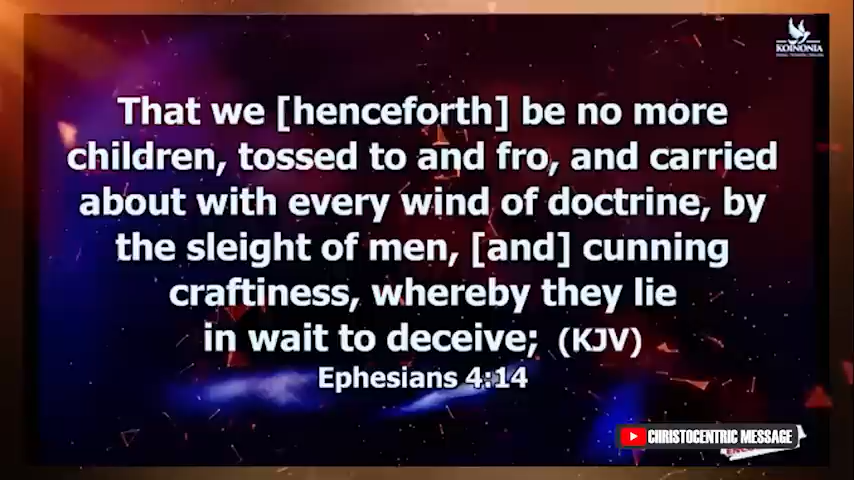 KOINONIA
That we [henceforth] be no more
children, tossed to and fro, and carried
about with every wind of doctrine, by
the sleight of men, [and] cunning
craftiness, whereby they lie
in wait to deceive; (KJV)
Ephesians 4:14
CHRISTOCENTRIC MESSAGE